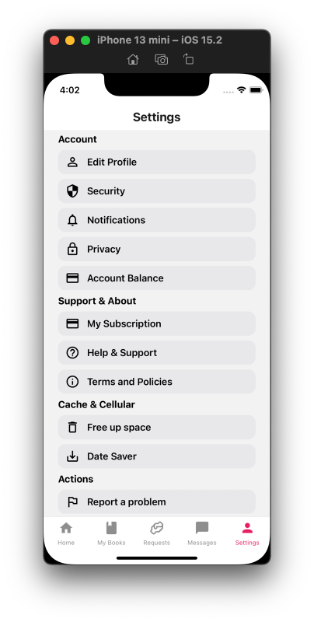 iPhone 13 mini – iOS 15.2
4:02
Settings
Account
Edit Profile
Security
Notifications
Privacy
Account Balance
Support & About
My Subscription
Help & Support
Terms and Policies
Cache & Cellular
Free up space
Date Saver
Actions
Report a problem
Home My Books Requests Messages Settings